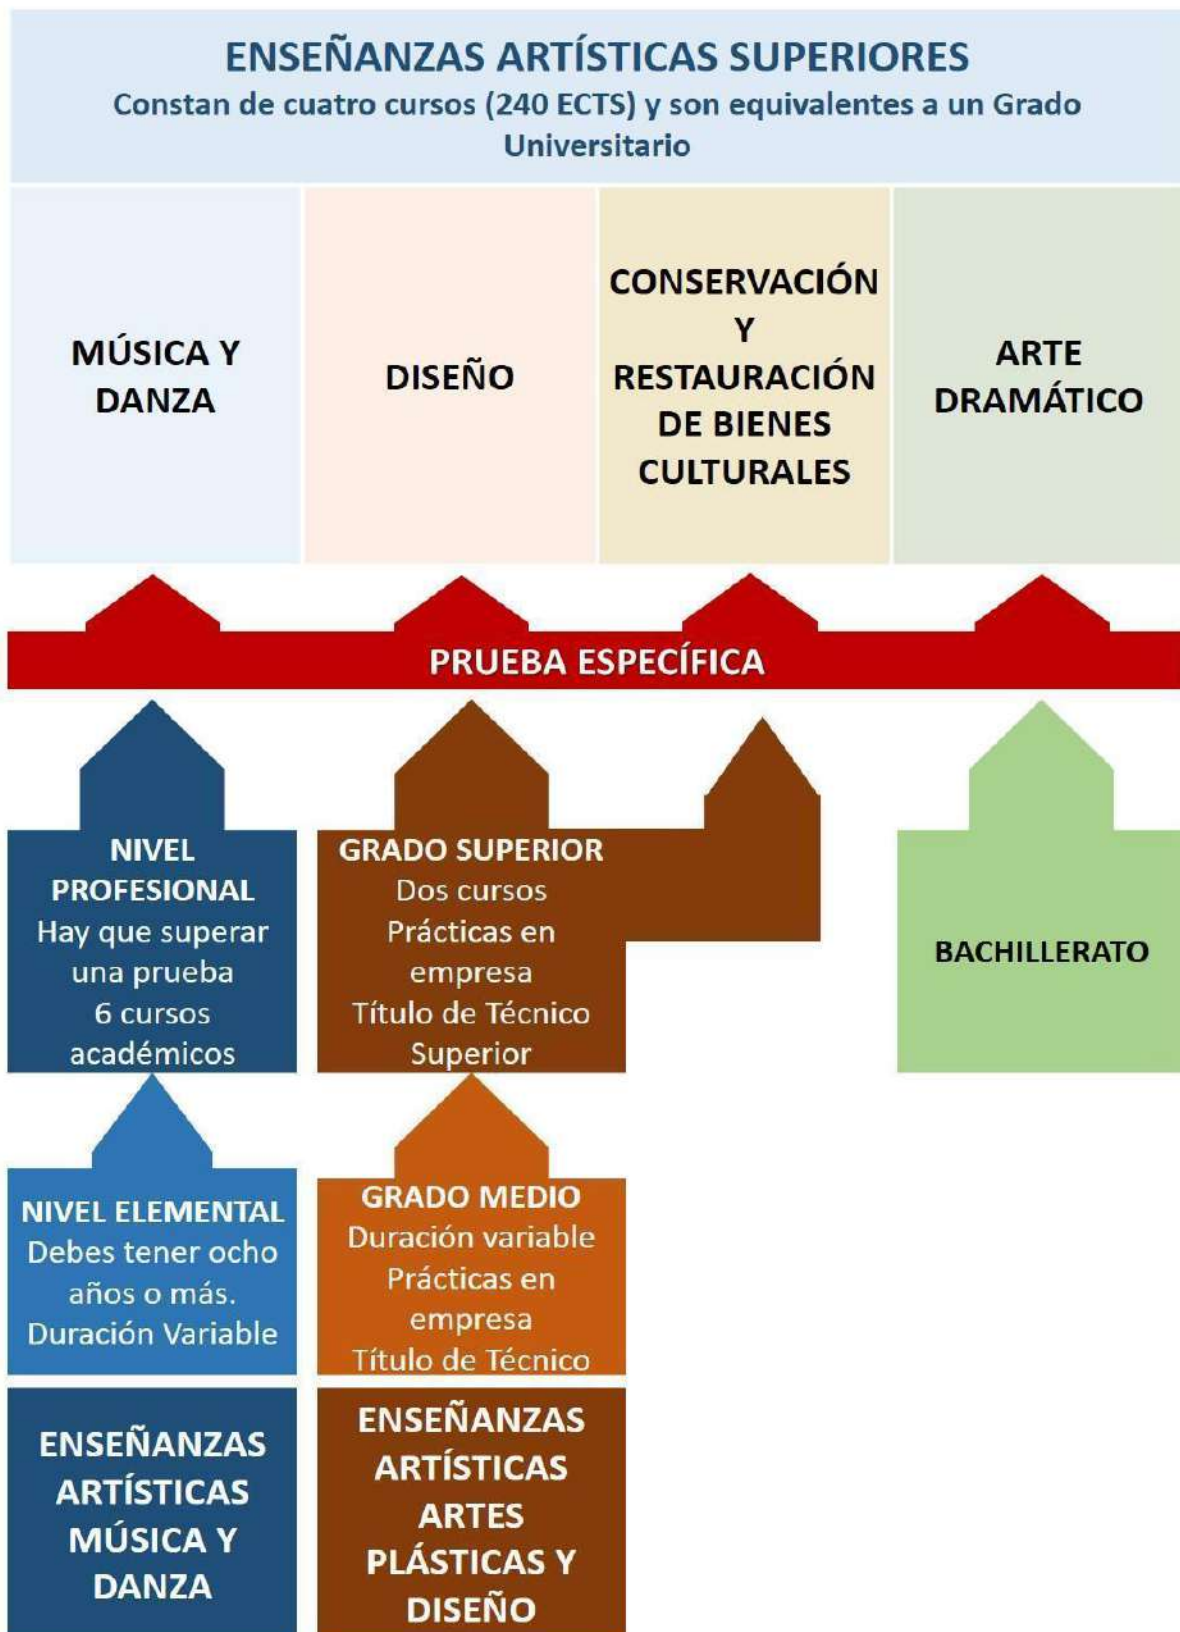 ENSEÑANZAS ARTÍSTICAS SUPERIORES
Constan de cuatro cursos (240 ECTS) y son equivalentes a un Grado
Universitario
MÚSICA Y
DANZA
DISEÑO
CONSERVACIÓN
Y
RESTAURACIÓN
DE BIENES
CULTURALES
ARTE
DRAMÁTICO
PRUEBA ESPECÍFICA
NIVEL
PROFESIONAL
Hay que superar
una prueba
6 cursos
académicos
GRADO SUPERIOR
Dos cursos
Prácticas en
empresa
Título de Técnico
Superior
BACHILLERATO
NIVEL ELEMENTAL
Debes tener ocho
años o más.
Duración Variable
GRADO MEDIO
Duración variable
Prácticas en
empresa
Título de Técnico
ENSEÑANZAS
ARTÍSTICAS
MÚSICA Y
DANZA
ENSEÑANZAS
ARTÍSTICAS
ARTES
PLÁSTICAS Y
DISEÑO